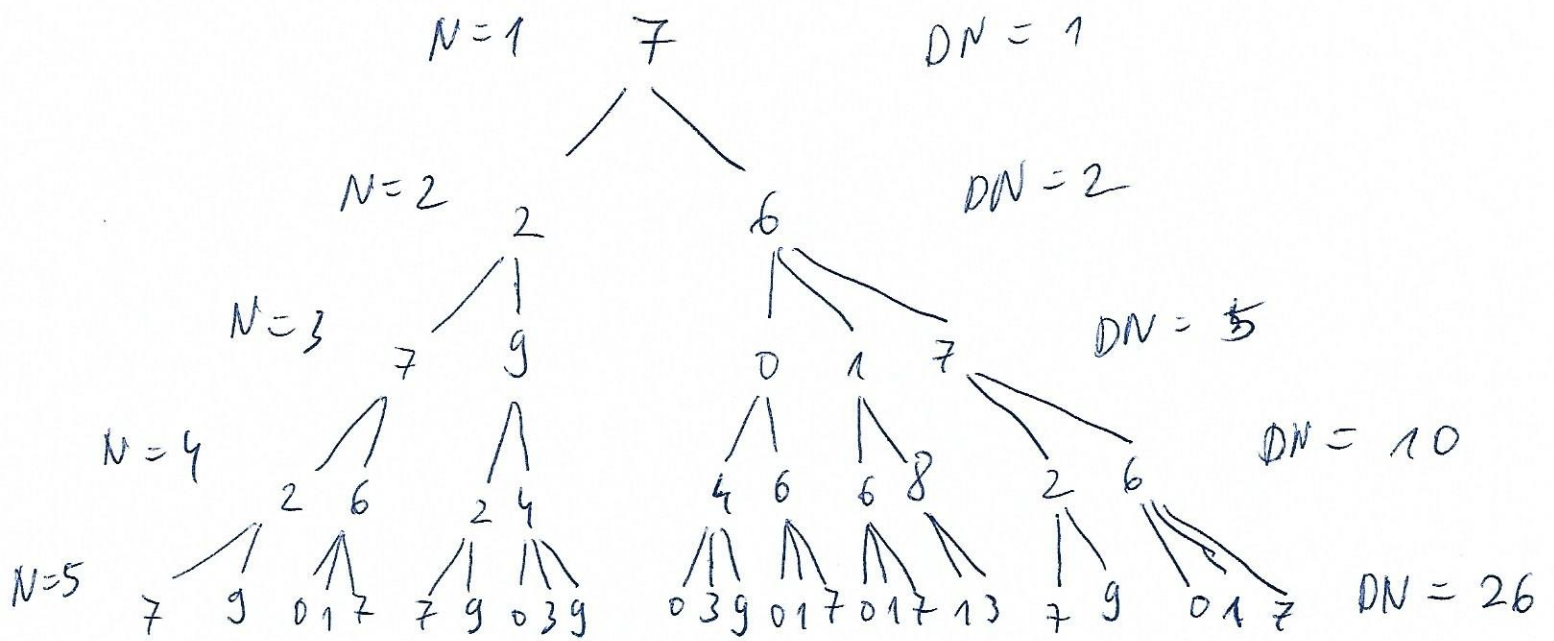 N=1 7 DN = 1
N=2 2 6 DN = 2
N=3 7 9 0 1 7 DN = 5
N=4 2 6 2 4 4 6 6 8 2 6 DN = 10
N=5 7 9 0 1 7 7 9 0 3 9 0 3 9 0 1 7 0 1 7 1 3 7 9 0 1 7 DN = 26